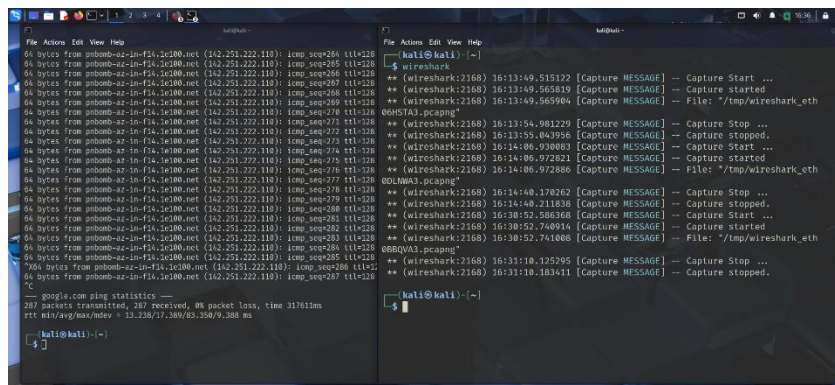 1 2 3 4
16:36
kali@kali: ~
File Actions Edit View Help
64 bytes from pnbomb-az-in-f14.1e100.net (142.251.222.110): icmp_seq=264 ttl=128
64 bytes from pnbomb-az-in-f14.1e100.net (142.251.222.110): icmp_seq=265 ttl=128
64 bytes from pnbomb-az-in-f14.1e100.net (142.251.222.110): icmp_seq=266 ttl=128
64 bytes from pnbomb-az-in-f14.1e100.net (142.251.222.110): icmp_seq=267 ttl=128
64 bytes from pnbomb-az-in-f14.1e100.net (142.251.222.110): icmp_seq=268 ttl=128
64 bytes from pnbomb-az-in-f14.1e100.net (142.251.222.110): icmp_seq=269 ttl=128
64 bytes from pnbomb-az-in-f14.1e100.net (142.251.222.110): icmp_seq=270 ttl=128
64 bytes from pnbomb-az-in-f14.1e100.net (142.251.222.110): icmp_seq=271 ttl=128
64 bytes from pnbomb-az-in-f14.1e100.net (142.251.222.110): icmp_seq=272 ttl=128
64 bytes from pnbomb-az-in-f14.1e100.net (142.251.222.110): icmp_seq=273 ttl=128
64 bytes from pnbomb-az-in-f14.1e100.net (142.251.222.110): icmp_seq=274 ttl=128
64 bytes from pnbomb-az-in-f14.1e100.net (142.251.222.110): icmp_seq=275 ttl=128
64 bytes from pnbomb-az-in-f14.1e100.net (142.251.222.110): icmp_seq=276 ttl=128
64 bytes from pnbomb-az-in-f14.1e100.net (142.251.222.110): icmp_seq=277 ttl=128
64 bytes from pnbomb-az-in-f14.1e100.net (142.251.222.110): icmp_seq=278 ttl=128
64 bytes from pnbomb-az-in-f14.1e100.net (142.251.222.110): icmp_seq=279 ttl=128
64 bytes from pnbomb-az-in-f14.1e100.net (142.251.222.110): icmp_seq=280 ttl=128
64 bytes from pnbomb-az-in-f14.1e100.net (142.251.222.110): icmp_seq=281 ttl=128
64 bytes from pnbomb-az-in-f14.1e100.net (142.251.222.110): icmp_seq=282 ttl=128
64 bytes from pnbomb-az-in-f14.1e100.net (142.251.222.110): icmp_seq=283 ttl=128
64 bytes from pnbomb-az-in-f14.1e100.net (142.251.222.110): icmp_seq=284 ttl=128
64 bytes from pnbomb-az-in-f14.1e100.net (142.251.222.110): icmp_seq=285 ttl=128
^X64 bytes from pnbomb-az-in-f14.1e100.net (142.251.222.110): icmp_seq=286 ttl=12
64 bytes from pnbomb-az-in-f14.1e100.net (142.251.222.110): icmp_seq=287 ttl=128
^C
--- google.com ping statistics ---
287 packets transmitted, 287 received, 0% packet loss, time 317611ms
rtt min/avg/max/mdev = 13.238/17.389/83.350/9.388 ms
(kali㉿kali)-[~]
$
kali@kali: ~
File Actions Edit View Help
(kali㉿kali)-[~]
$ wireshark
** (wireshark:2168) 16:13:49.515122 [Capture MESSAGE] -- Capture Start ...
** (wireshark:2168) 16:13:49.565819 [Capture MESSAGE] -- Capture started
** (wireshark:2168) 16:13:49.565904 [Capture MESSAGE] -- File: "/tmp/wireshark_eth
06HSTA3.pcapng"
** (wireshark:2168) 16:13:54.981229 [Capture MESSAGE] -- Capture Stop ...
** (wireshark:2168) 16:13:55.043956 [Capture MESSAGE] -- Capture stopped.
** (wireshark:2168) 16:14:06.930083 [Capture MESSAGE] -- Capture Start ...
** (wireshark:2168) 16:14:06.972821 [Capture MESSAGE] -- Capture started
** (wireshark:2168) 16:14:06.972886 [Capture MESSAGE] -- File: "/tmp/wireshark_eth
0DLNWA3.pcapng"
** (wireshark:2168) 16:14:40.170262 [Capture MESSAGE] -- Capture Stop ...
** (wireshark:2168) 16:14:40.211838 [Capture MESSAGE] -- Capture stopped.
** (wireshark:2168) 16:30:52.586368 [Capture MESSAGE] -- Capture Start ...
** (wireshark:2168) 16:30:52.740914 [Capture MESSAGE] -- Capture started
** (wireshark:2168) 16:30:52.741008 [Capture MESSAGE] -- File: "/tmp/wireshark_eth
0BBQVA3.pcapng"
** (wireshark:2168) 16:31:10.125295 [Capture MESSAGE] -- Capture Stop ...
** (wireshark:2168) 16:31:10.183411 [Capture MESSAGE] -- Capture stopped.
(kali㉿kali)-[~]
$